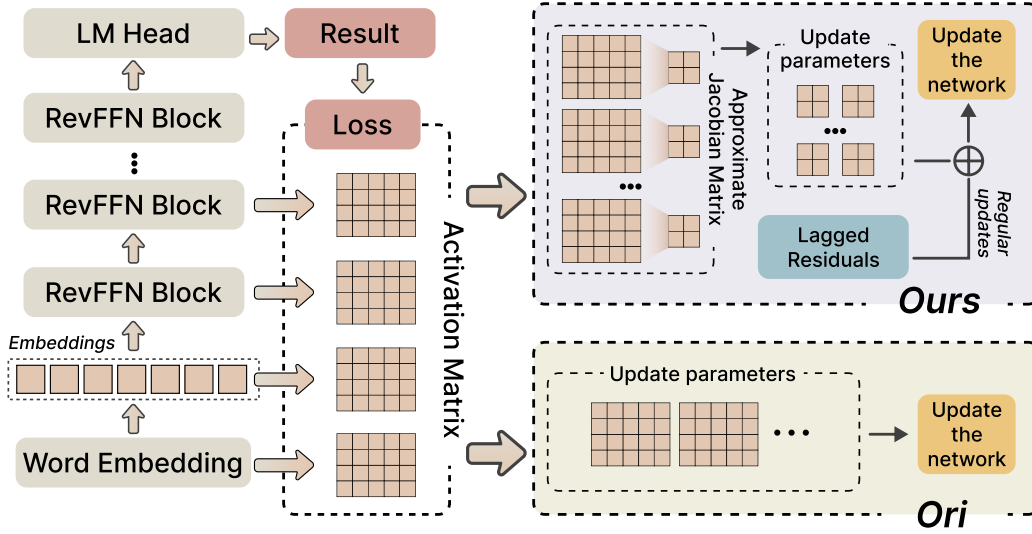 LM Head
Result
RevFFN Block
Loss
RevFFN Block
RevFFN Block
Embeddings
Word Embedding
Activation Matrix
Approximate
Jacobian Matrix
Update
parameters
Update
the
network
Lagged
Residuals
Regular
updates
Ours
Update parameters
Update
the
network
Ori